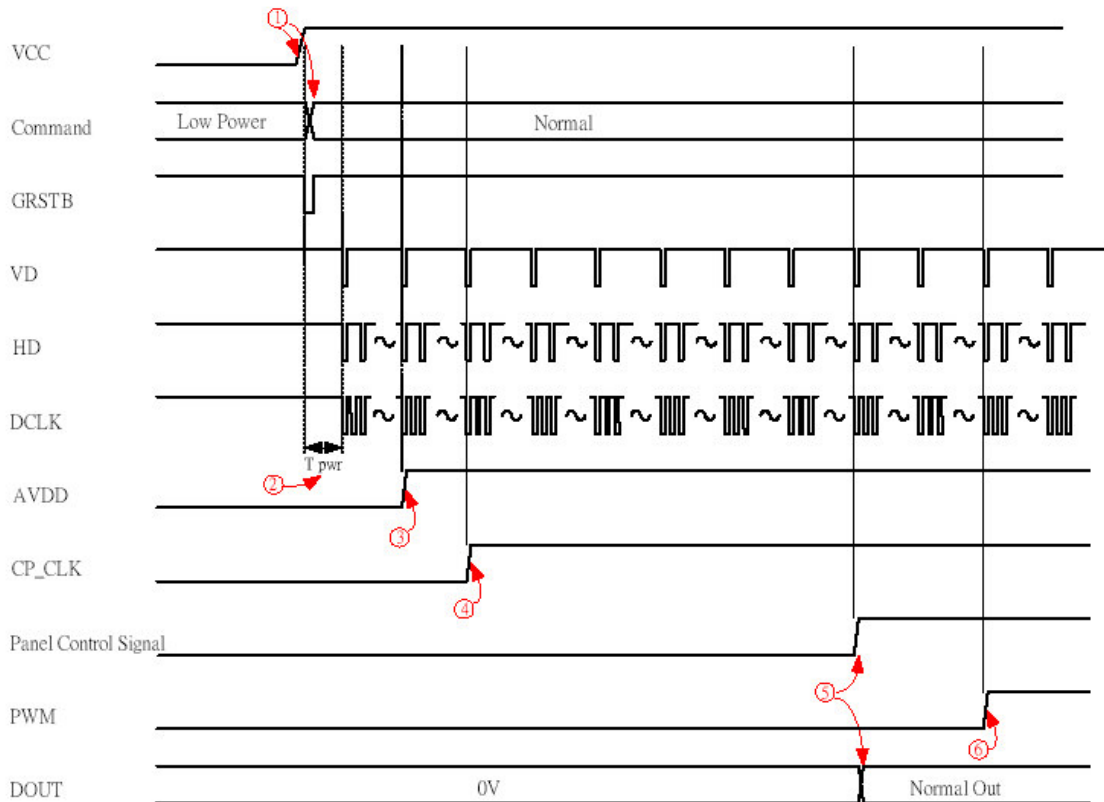 ①
VCC
Command Low Power Normal
GRSTB
VD
HD
DCLK
T pwr
②
AVDD
③
CP_CLK
④
Panel Control Signal
⑤
PWM
⑥
DOUT 0V Normal Out